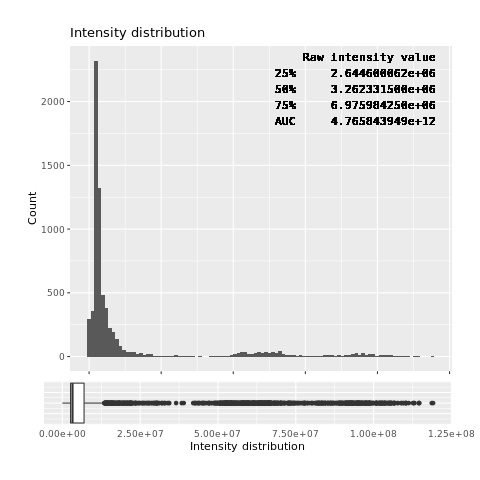 Intensity distribution
Raw intensity value
25% 2.644600062e+06
50% 3.262331500e+06
75% 6.975984250e+06
AUC 4.765843949e+12
Count
2000
1500
1000
500
0
0.00e+00 2.50e+07 5.00e+07 7.50e+07 1.00e+08 1.25e+08
Intensity distribution